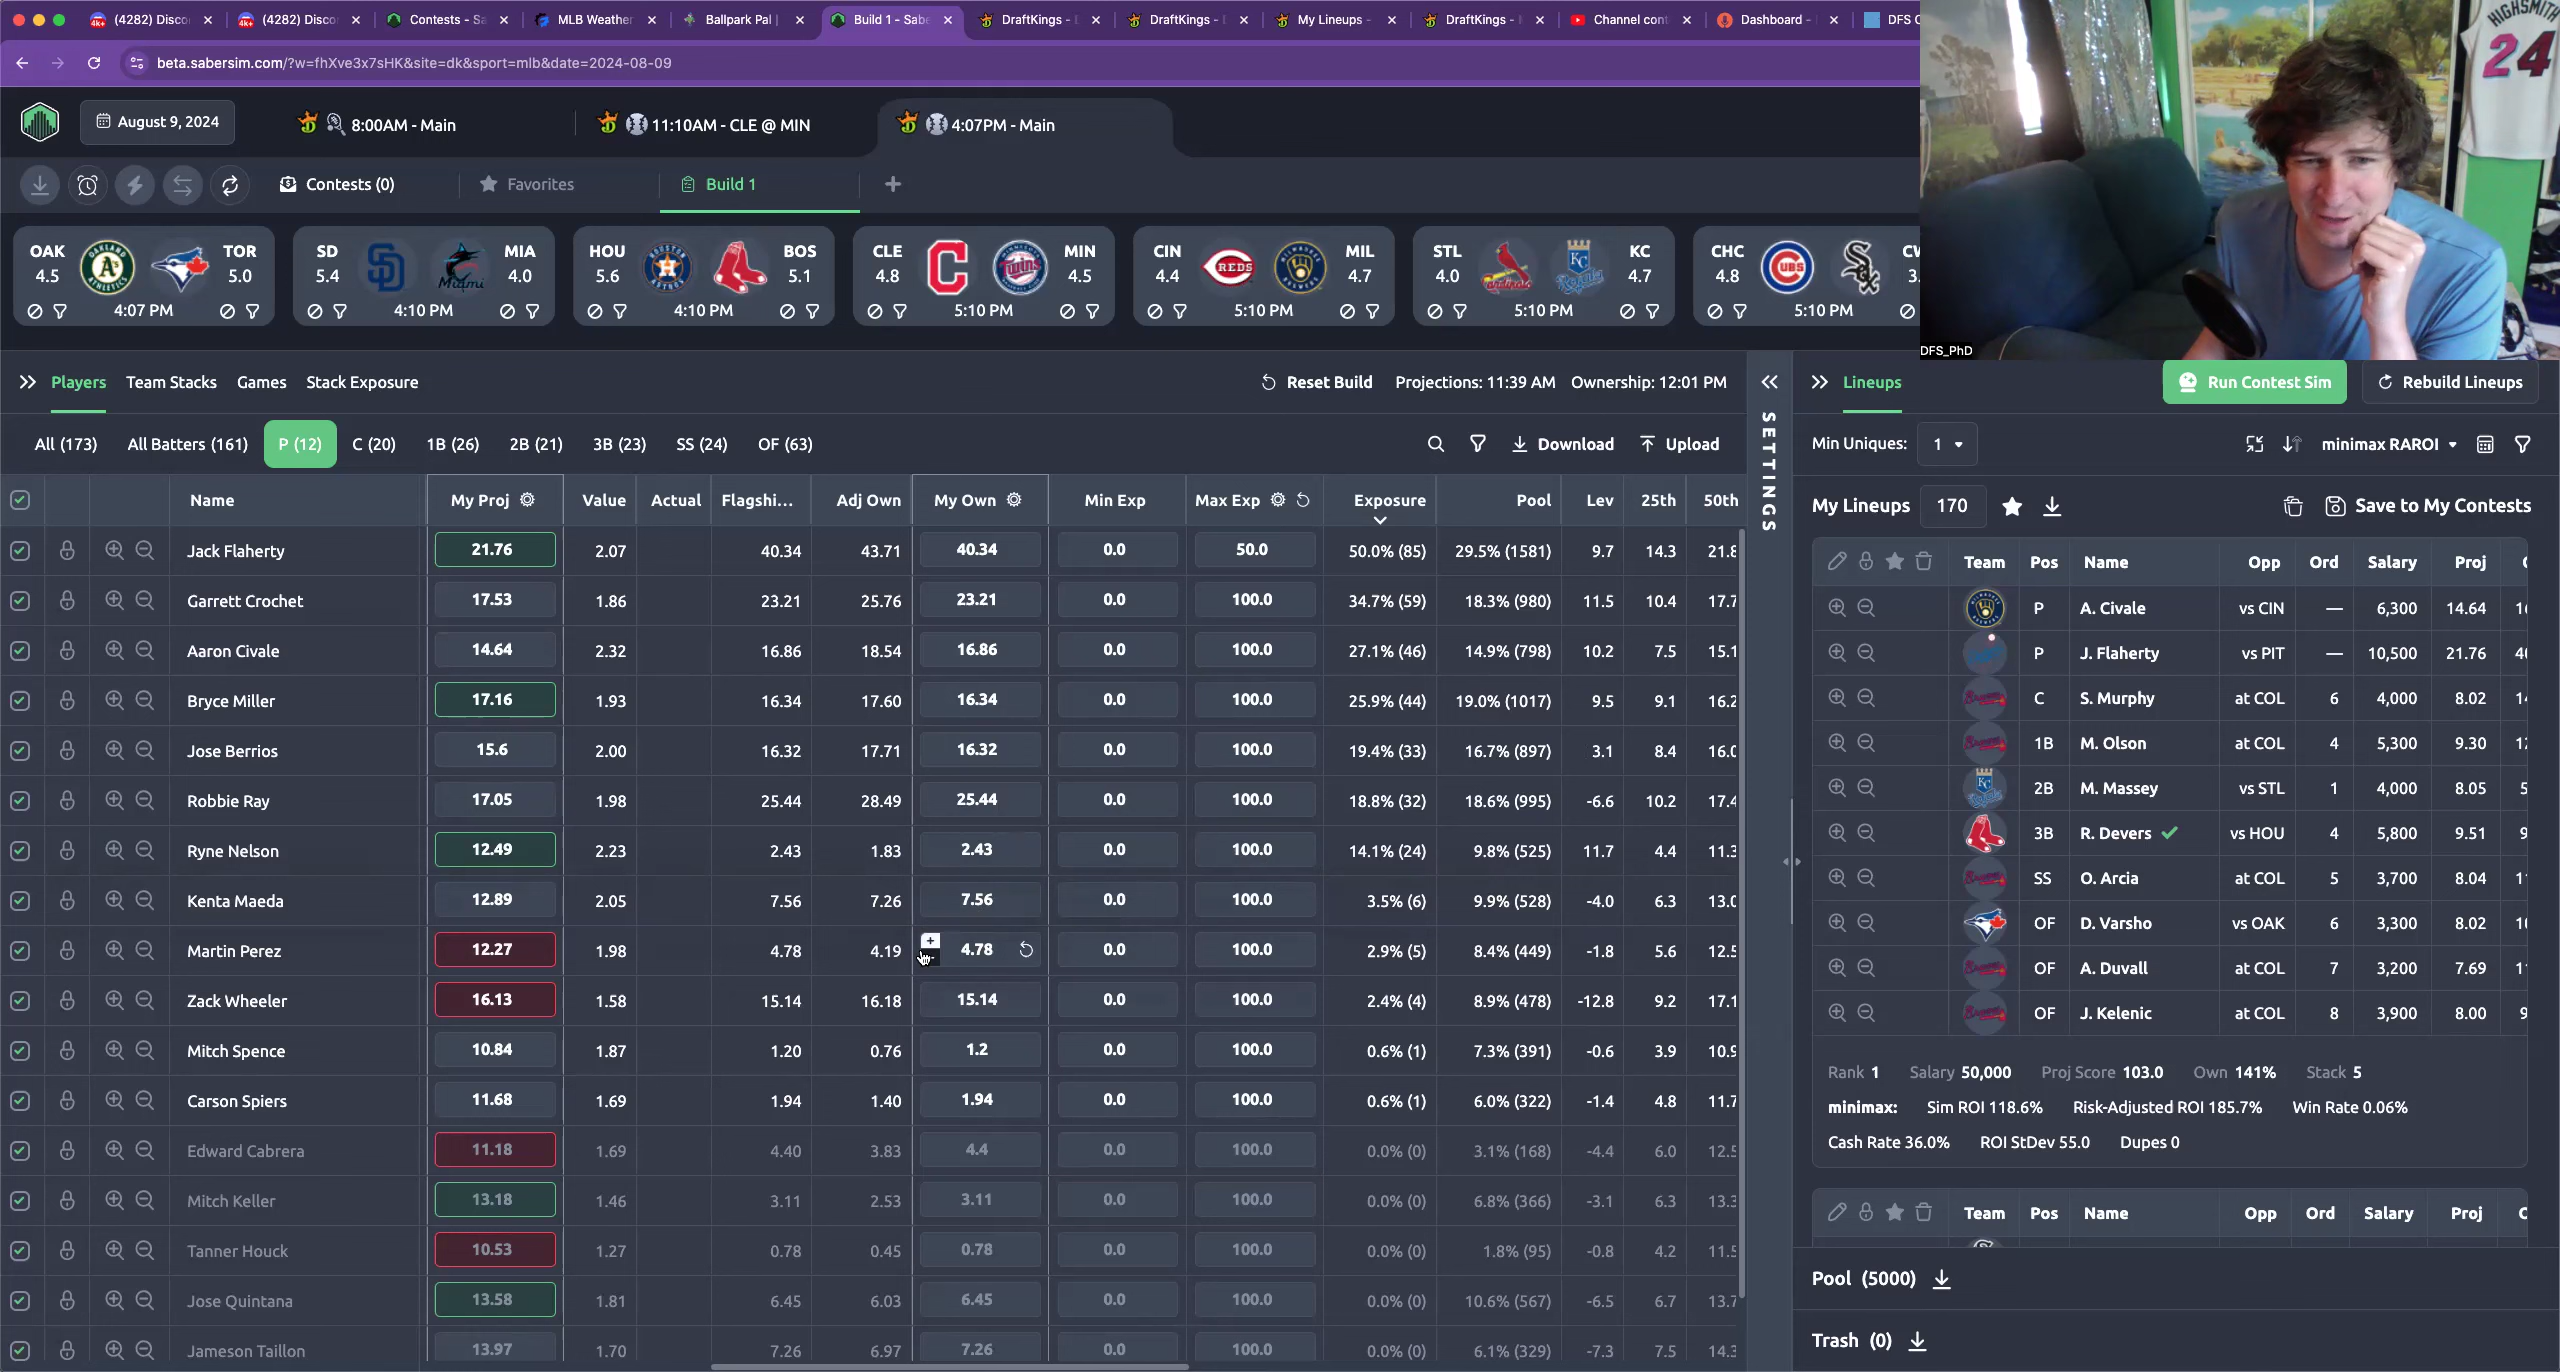 (4282) Disco
(4282) Disco
Contests - Sa
MLB Weather
Ballpark Pal |
Build 1 - Sabe
DraftKings -
DraftKings -
My Lineups -
DraftKings -
Channel cont
Dashboard -
DFS
beta.sabersim.com/?w=fhXve3x7sHK&site=dk&sport=mlb&date=2024-08-09
HIGHSMITH
24
DFS_PhD
August 9, 2024
8:00AM - Main
11:10AM - CLE @ MIN
4:07PM - Main
Contests (0)
Favorites
Build 1
OAK 4.5 TOR 5.0 4:07 PM
SD 5.4 MIA 4.0 4:10 PM
HOU 5.6 BOS 5.1 4:10 PM
CLE 4.8 MIN 4.5 5:10 PM
CIN 4.4 MIL 4.7 5:10 PM
STL 4.0 KC 4.7 5:10 PM
CHC 4.8 5:10 PM
Players Team Stacks Games Stack Exposure
Reset Build Projections: 11:39 AM Ownership: 12:01 PM
SETTINGS
All (173) All Batters (161) P (12) C (20) 1B (26) 2B (21) 3B (23) SS (24) OF (63)
Download Upload
Name My Proj Value Actual Flagshi... Adj Own My Own Min Exp Max Exp Exposure Pool Lev 25th 50th
Jack Flaherty 21.76 2.07 40.34 43.71 40.34 0.0 50.0 50.0% (85) 29.5% (1581) 9.7 14.3 21.8
Garrett Crochet 17.53 1.86 23.21 25.76 23.21 0.0 100.0 34.7% (59) 18.3% (980) 11.5 10.4 17.7
Aaron Civale 14.64 2.32 16.86 18.54 16.86 0.0 100.0 27.1% (46) 14.9% (798) 10.2 7.5 15.1
Bryce Miller 17.16 1.93 16.34 17.60 16.34 0.0 100.0 25.9% (44) 19.0% (1017) 9.5 9.1 16.2
Jose Berrios 15.6 2.00 16.32 17.71 16.32 0.0 100.0 19.4% (33) 16.7% (897) 3.1 8.4 16.0
Robbie Ray 17.05 1.98 25.44 28.49 25.44 0.0 100.0 18.8% (32) 18.6% (995) -6.6 10.2 17.4
Ryne Nelson 12.49 2.23 2.43 1.83 2.43 0.0 100.0 14.1% (24) 9.8% (525) 11.7 4.4 11.3
Kenta Maeda 12.89 2.05 7.56 7.26 7.56 0.0 100.0 3.5% (6) 9.9% (528) -4.0 6.3 13.0
Martin Perez 12.27 1.98 4.78 4.19 4.78 0.0 100.0 2.9% (5) 8.4% (449) -1.8 5.6 12.5
Zack Wheeler 16.13 1.58 15.14 16.18 15.14 0.0 100.0 2.4% (4) 8.9% (478) -12.8 9.2 17.1
Mitch Spence 10.84 1.87 1.20 0.76 1.2 0.0 100.0 0.6% (1) 7.3% (391) -0.6 3.9 10.9
Carson Spiers 11.68 1.69 1.94 1.40 1.94 0.0 100.0 0.6% (1) 6.0% (322) -1.4 4.8 11.7
Edward Cabrera 11.18 1.69 4.40 3.83 4.4 0.0 100.0 0.0% (0) 3.1% (168) -4.4 6.0 12.5
Mitch Keller 13.18 1.46 3.11 2.53 3.11 0.0 100.0 0.0% (0) 6.8% (366) -3.1 6.3 13.3
Tanner Houck 10.53 1.27 0.78 0.45 0.78 0.0 100.0 0.0% (0) 1.8% (95) -0.8 4.2 11.5
Jose Quintana 13.58 1.81 6.45 6.03 6.45 0.0 100.0 0.0% (0) 10.6% (567) -6.5 6.7 13.7
Jameson Taillon 13.97 1.70 7.26 6.97 7.26 0.0 100.0 0.0% (0) 6.1% (329) -7.3 7.5 14.3
Lineups
Run Contest Sim
Rebuild Lineups
Min Uniques: 1
minimax RAROI
My Lineups 170
Save to My Contests
Team Pos Name Opp Ord Salary Proj
P A. Civale vs CIN — 6,300 14.64
P J. Flaherty vs PIT — 10,500 21.76
C S. Murphy at COL 6 4,000 8.02
1B M. Olson at COL 4 5,300 9.30
2B M. Massey vs STL 1 4,000 8.05
3B R. Devers vs HOU 4 5,800 9.51
SS O. Arcia at COL 5 3,700 8.04
OF D. Varsho vs OAK 6 3,300 8.02
OF A. Duvall at COL 7 3,200 7.69
OF J. Kelenic at COL 8 3,900 8.00
Rank 1 Salary 50,000 Proj Score 103.0 Own 141% Stack 5
minimax: Sim ROI 118.6% Risk-Adjusted ROI 185.7% Win Rate 0.06%
Cash Rate 36.0% ROI StDev 55.0 Dupes 0
Team Pos Name Opp Ord Salary Proj
Pool (5000)
Trash (0)